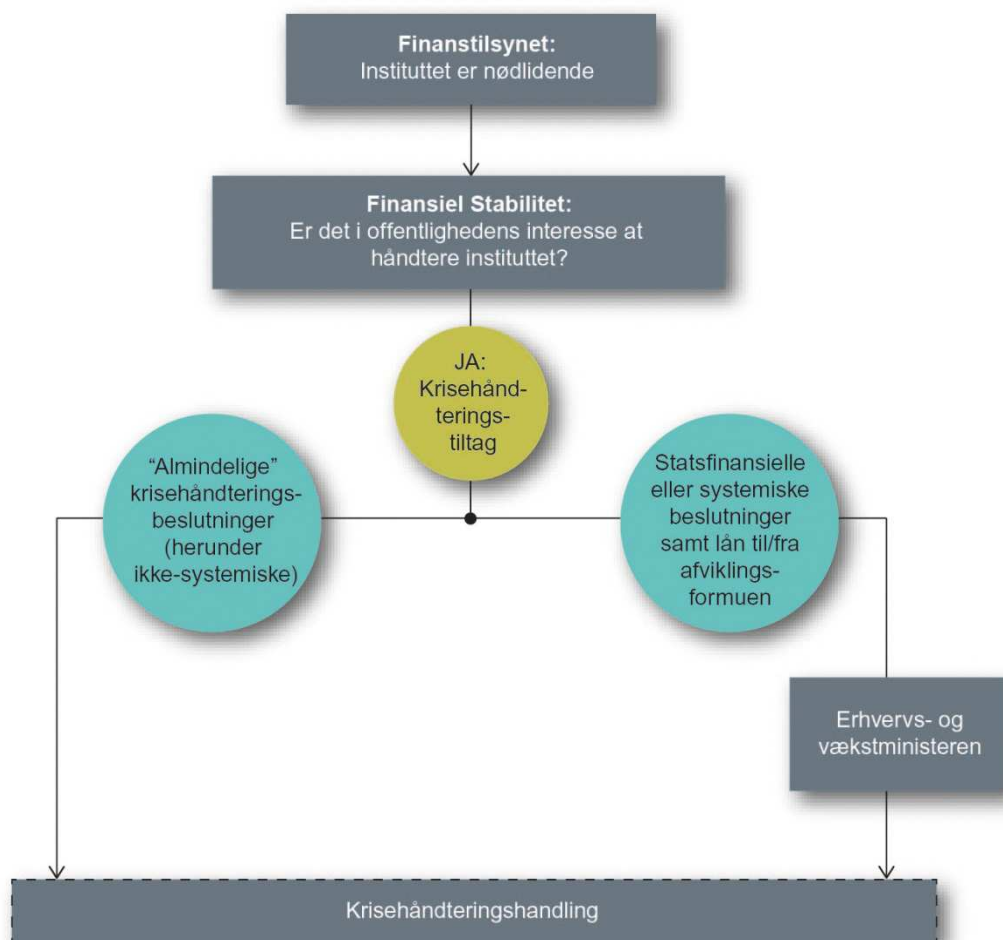 Finanstilsynet:
Instituttet er nødlidende
Finansiel Stabilitet:
Er det i offentlighedens interesse at
håndtere instituttet?
JA:
Krisehånd-
terings-
tiltag
“Almindelige”
krisehåndterings-
beslutninger
(herunder
ikke-systemiske)
Statsfinansielle
eller systemiske
beslutninger
samt lån til/fra
afviklings-
formuen
Erhvervs- og
vækstministeren
Krisehåndteringshandling